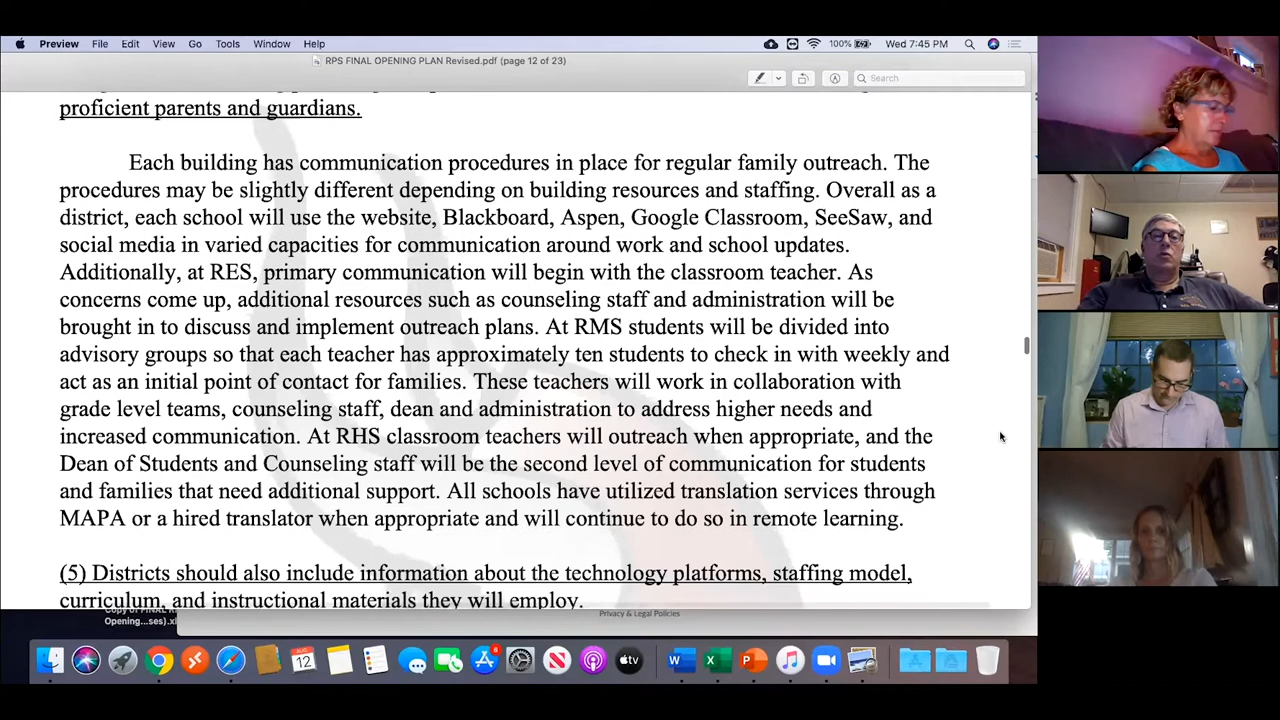 Preview File Edit View Go Tools Window Help 100% Wed 7:45 PM
RPS FINAL OPENING PLAN Revised.pdf (page 12 of 23)
Search
proficient parents and guardians.
Each building has communication procedures in place for regular family outreach. The
procedures may be slightly different depending on building resources and staffing. Overall as a
district, each school will use the website, Blackboard, Aspen, Google Classroom, SeeSaw, and
social media in varied capacities for communication around work and school updates.
Additionally, at RES, primary communication will begin with the classroom teacher. As
concerns come up, additional resources such as counseling staff and administration will be
brought in to discuss and implement outreach plans. At RMS students will be divided into
advisory groups so that each teacher has approximately ten students to check in with weekly and
act as an initial point of contact for families. These teachers will work in collaboration with
grade level teams, counseling staff, dean and administration to address higher needs and
increased communication. At RHS classroom teachers will outreach when appropriate, and the
Dean of Students and Counseling staff will be the second level of communication for students
and families that need additional support. All schools have utilized translation services through
MAPA or a hired translator when appropriate and will continue to do so in remote learning.
(5) Districts should also include information about the technology platforms, staffing model,
curriculum, and instructional materials they will employ.
Privacy & Legal Policies
Copy of FINAL
Opening...ses).xl
AUG
12
6
tv